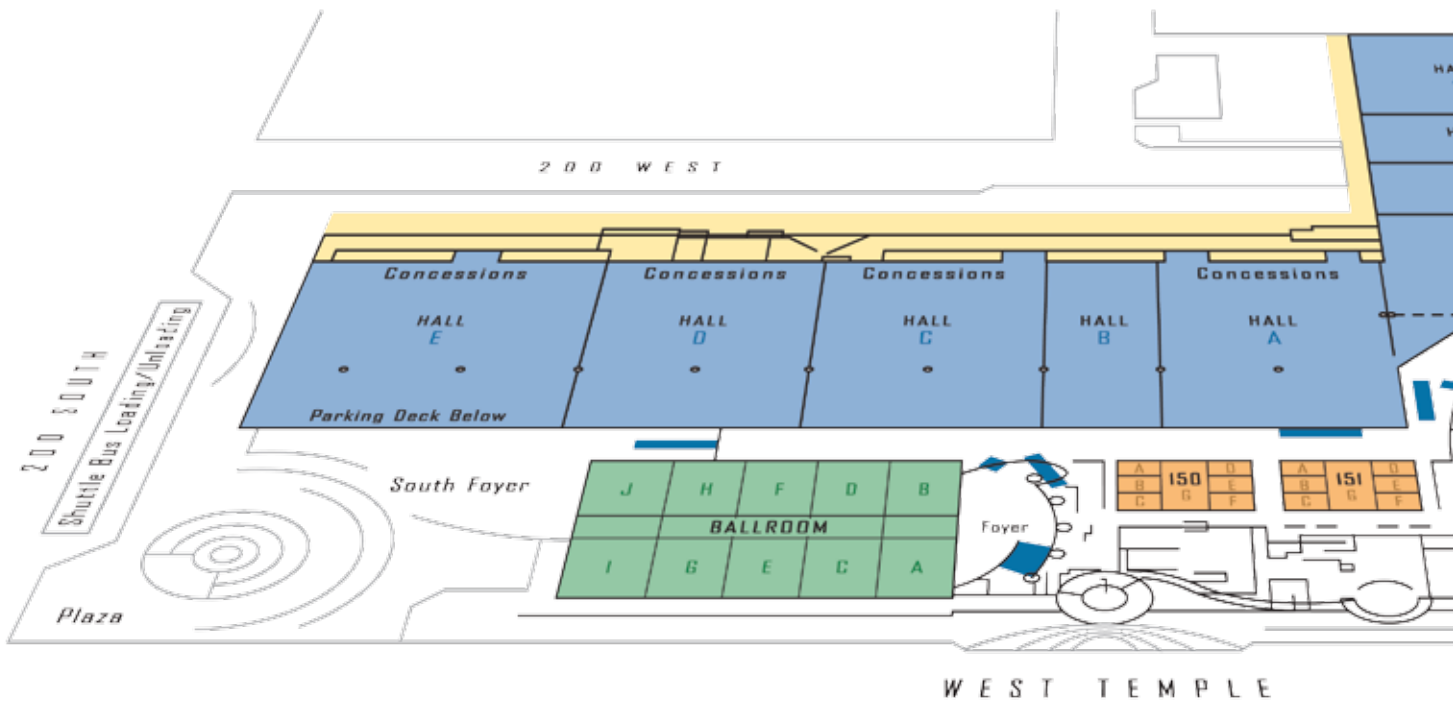 HA
200 WEST
Concessions
Concessions
Concessions
Concessions
HALL
E
HALL
D
HALL
C
HALL
B
HALL
A
Parking Deck Below
200 SOUTH
Shuttle Bus Loading/Unloading
South Foyer
J H F D B
BALLROOM
I G E C A
Foyer
A D
150
B E
G
C F
A D
151
B E
G
C F
Plaza
WEST TEMPLE